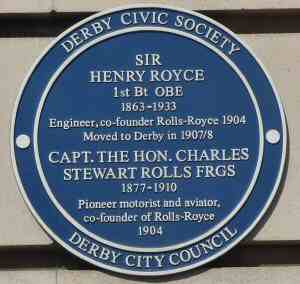 DERBY CIVIC SOCIETY
SIR
HENRY ROYCE
1st Bt OBE
1863-1933
Engineer, co-founder Rolls-Royce 1904
Moved to Derby in 1907/8
CAPT. THE HON. CHARLES
STEWART ROLLS FRGS
1877-1910
Pioneer motorist and aviator,
co-founder of Rolls-Royce
1904
DERBY CITY COUNCIL